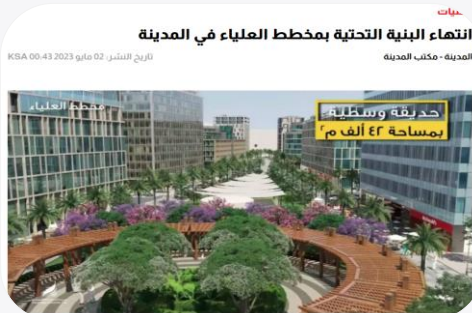 انتهاء البنية التحتية بمخطط العلياء في المدينة
المدينة - مكتب المدينة
تاريخ النشر: 02 مايو 2023 00:43 KSA
مخطط العلياء
حديقة وسطية
بمساحة ٤٢ ألف م٢